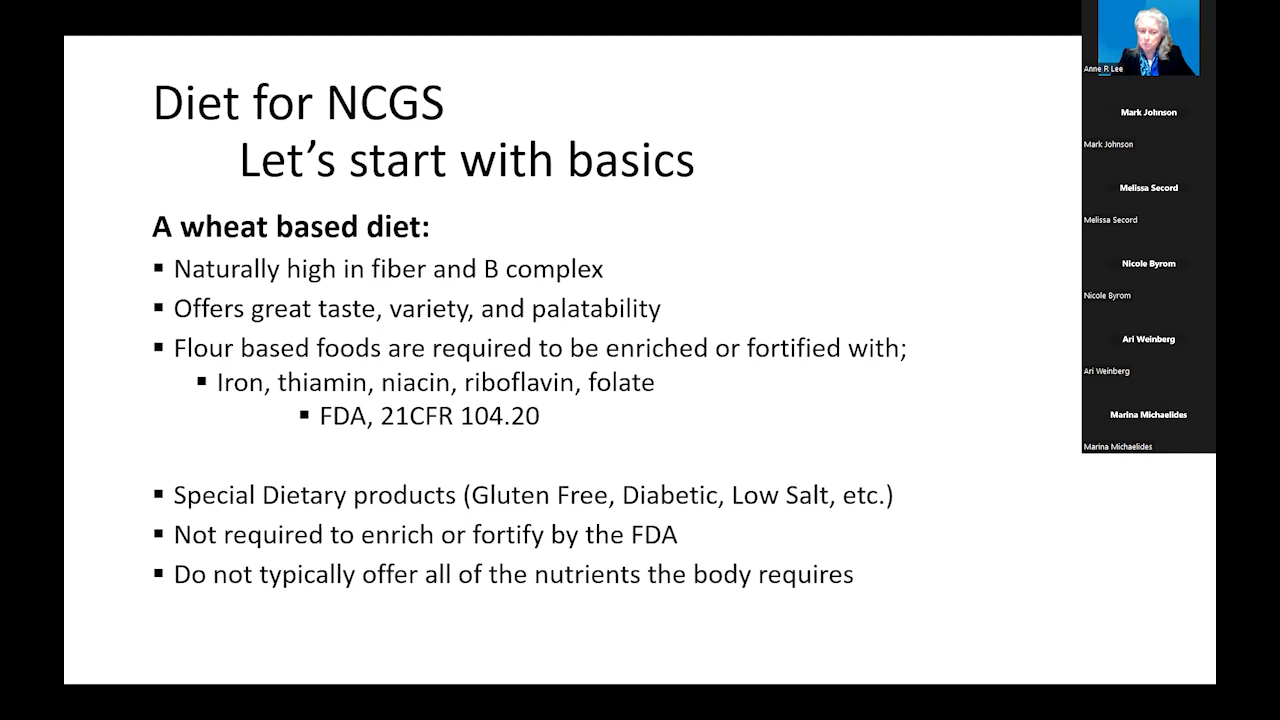 Diet for NCGS
Let's start with basics
A wheat based diet:
▪ Naturally high in fiber and B complex
▪ Offers great taste, variety, and palatability
▪ Flour based foods are required to be enriched or fortified with;
▪ Iron, thiamin, niacin, riboflavin, folate
▪ FDA, 21CFR 104.20
▪ Special Dietary products (Gluten Free, Diabetic, Low Salt, etc.)
▪ Not required to enrich or fortify by the FDA
▪ Do not typically offer all of the nutrients the body requires
Anne R Lee
Mark Johnson
Mark Johnson
Melissa Secord
Melissa Secord
Nicole Byrom
Nicole Byrom
Ari Weinberg
Ari Weinberg
Marina Michaelides
Marina Michaelides